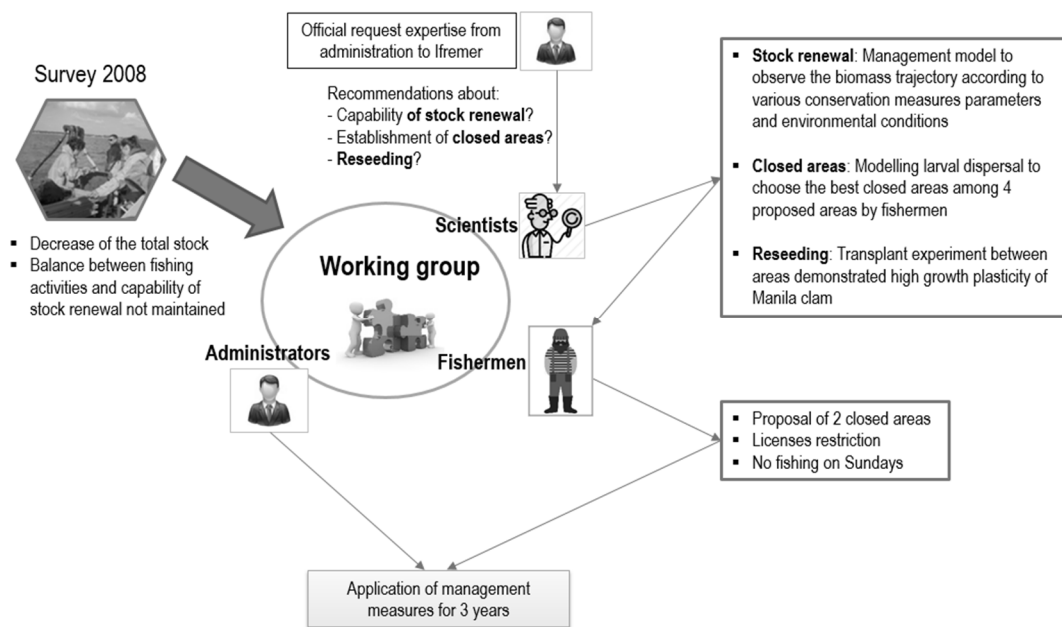 Official request expertise from
administration to Ifremer
Survey 2008
Recommendations about:
- Capability of stock renewal?
- Establishment of closed areas?
- Reseeding?
▪ Decrease of the total stock
▪ Balance between fishing
activities and capability of
stock renewal not maintained
Working group
Scientists
Administrators
Fishermen
▪ Stock renewal: Management model to
observe the biomass trajectory according to
various conservation measures parameters
and environmental conditions
▪ Closed areas: Modelling larval dispersal to
choose the best closed areas among 4
proposed areas by fishermen
▪ Reseeding: Transplant experiment between
areas demonstrated high growth plasticity of
Manila clam
▪ Proposal of 2 closed areas
▪ Licenses restriction
▪ No fishing on Sundays
Application of management
measures for 3 years